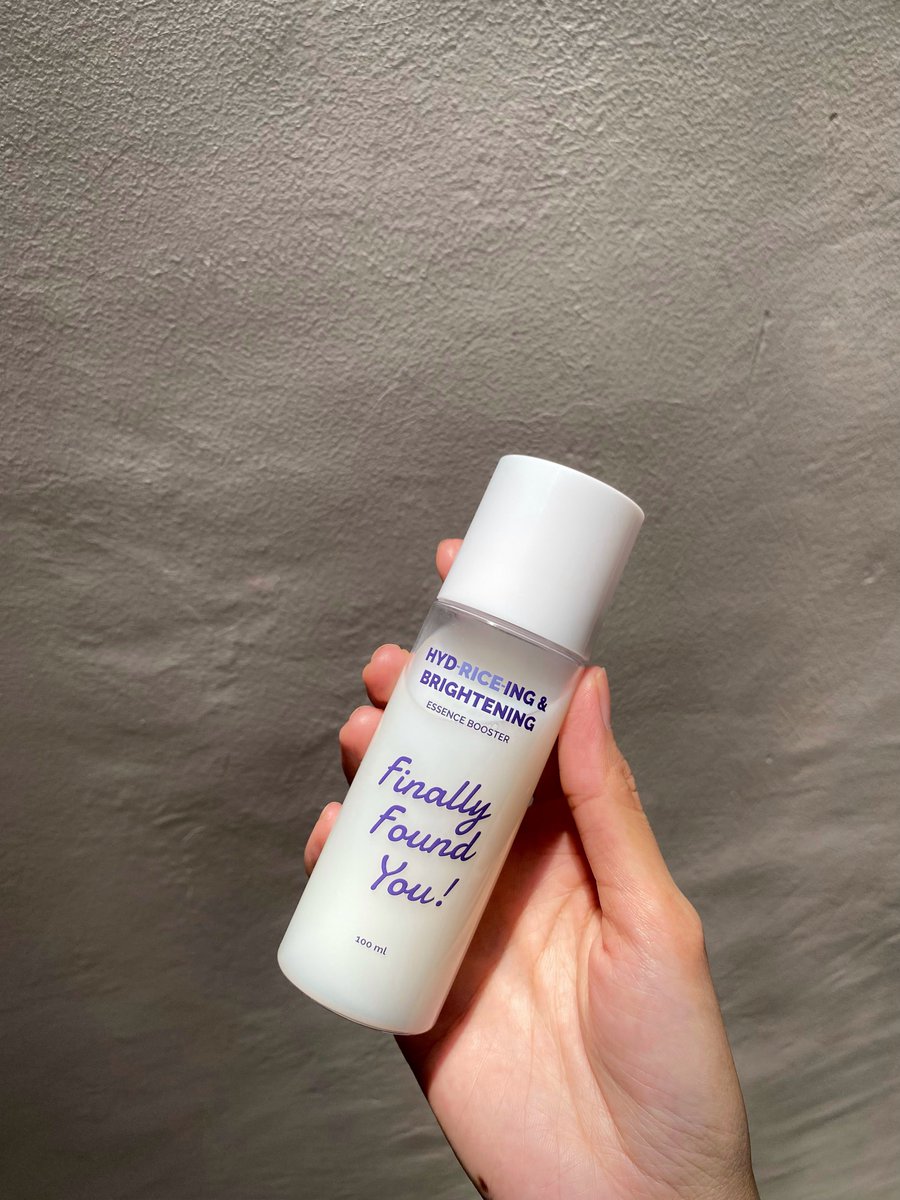 HYD-RICE-ING &
BRIGHTENING
ESSENCE BOOSTER
Finally
Found
You!
100 ml